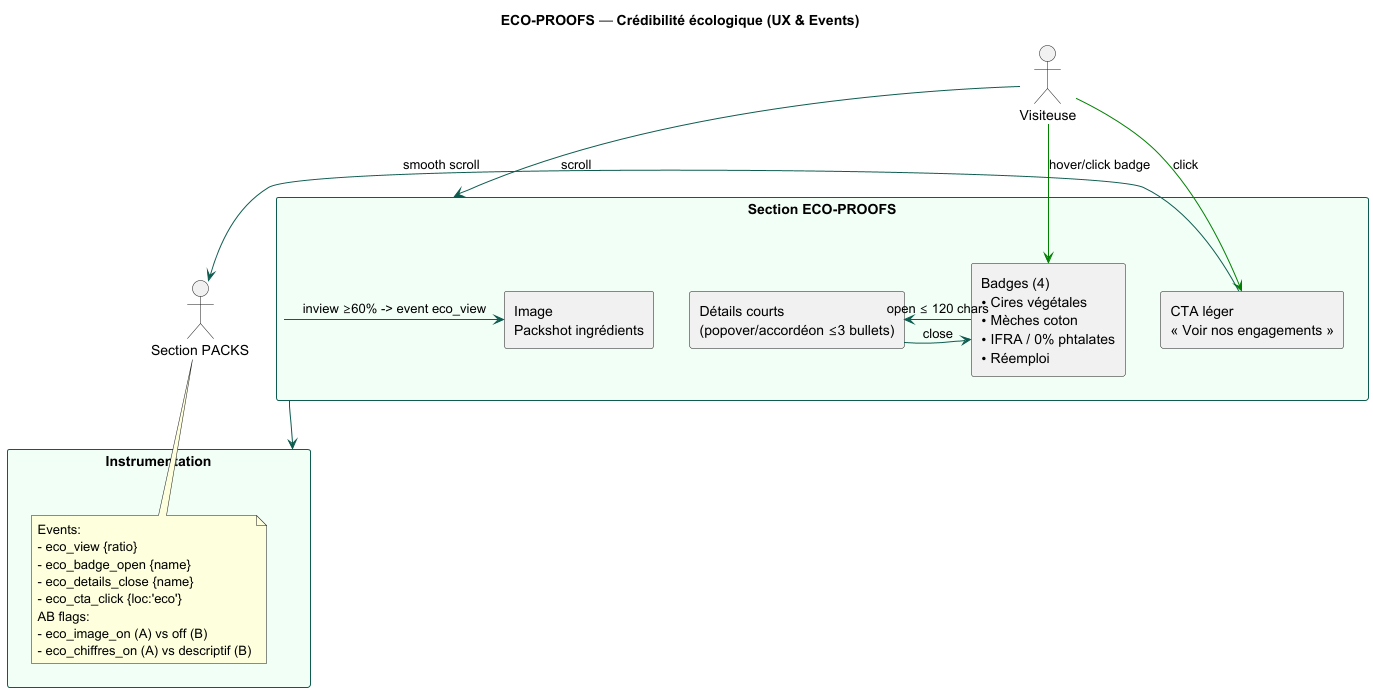 ECO-PROOFS — Crédibilité écologique (UX & Events)
Visiteuse
smooth scroll
scroll
hover/click badge
click
Section ECO-PROOFS
Section PACKS
inview ≥60% -> event eco_view
Image
Packshot ingrédients
Détails courts
(popover/accordéon ≤3 bullets)
open ≤ 120 chars
close
Badges (4)
• Cires végétales
• Mèches coton
• IFRA / 0% phtalates
• Réemploi
CTA léger
« Voir nos engagements »
Instrumentation
Events:
- eco_view {ratio}
- eco_badge_open {name}
- eco_details_close {name}
- eco_cta_click {loc:'eco'}
AB flags:
- eco_image_on (A) vs off (B)
- eco_chiffres_on (A) vs descriptif (B)